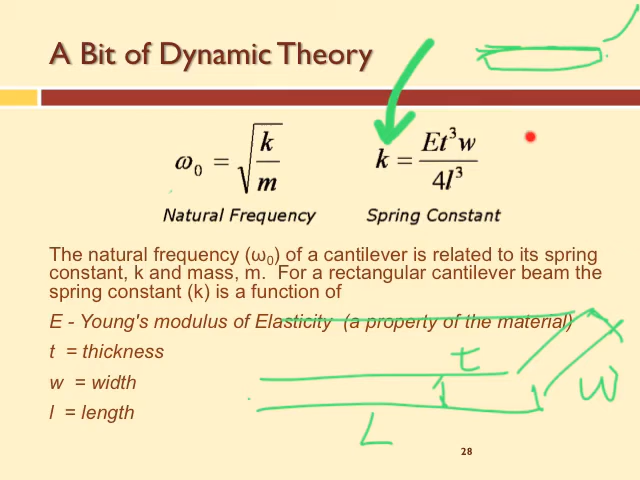 A Bit of Dynamic Theory
ω₀ = √(k/m)
k = Et³w / 4l³
Natural Frequency
Spring Constant
The natural frequency (ω₀) of a cantilever is related to its spring
constant, k and mass, m.  For a rectangular cantilever beam the
spring constant (k) is a function of
E - Young's modulus of Elasticity  (a property of the material)
t  = thickness
w  = width
l  = length
t
w
L
28